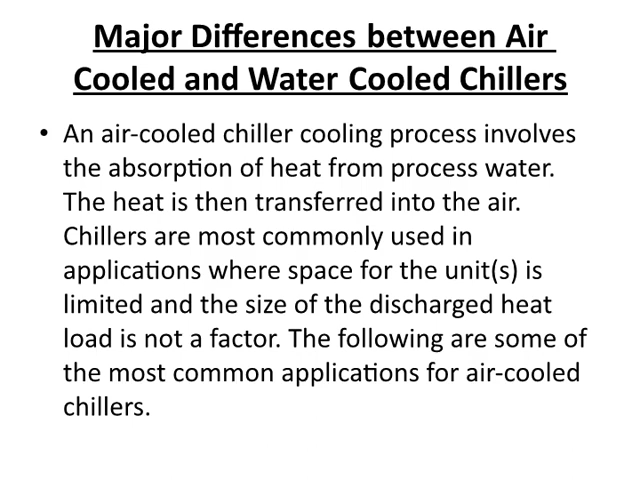 Major Differences between Air
Cooled and Water Cooled Chillers
• An air-cooled chiller cooling process involves
the absorption of heat from process water.
The heat is then transferred into the air.
Chillers are most commonly used in
applications where space for the unit(s) is
limited and the size of the discharged heat
load is not a factor. The following are some of
the most common applications for air-cooled
chillers.